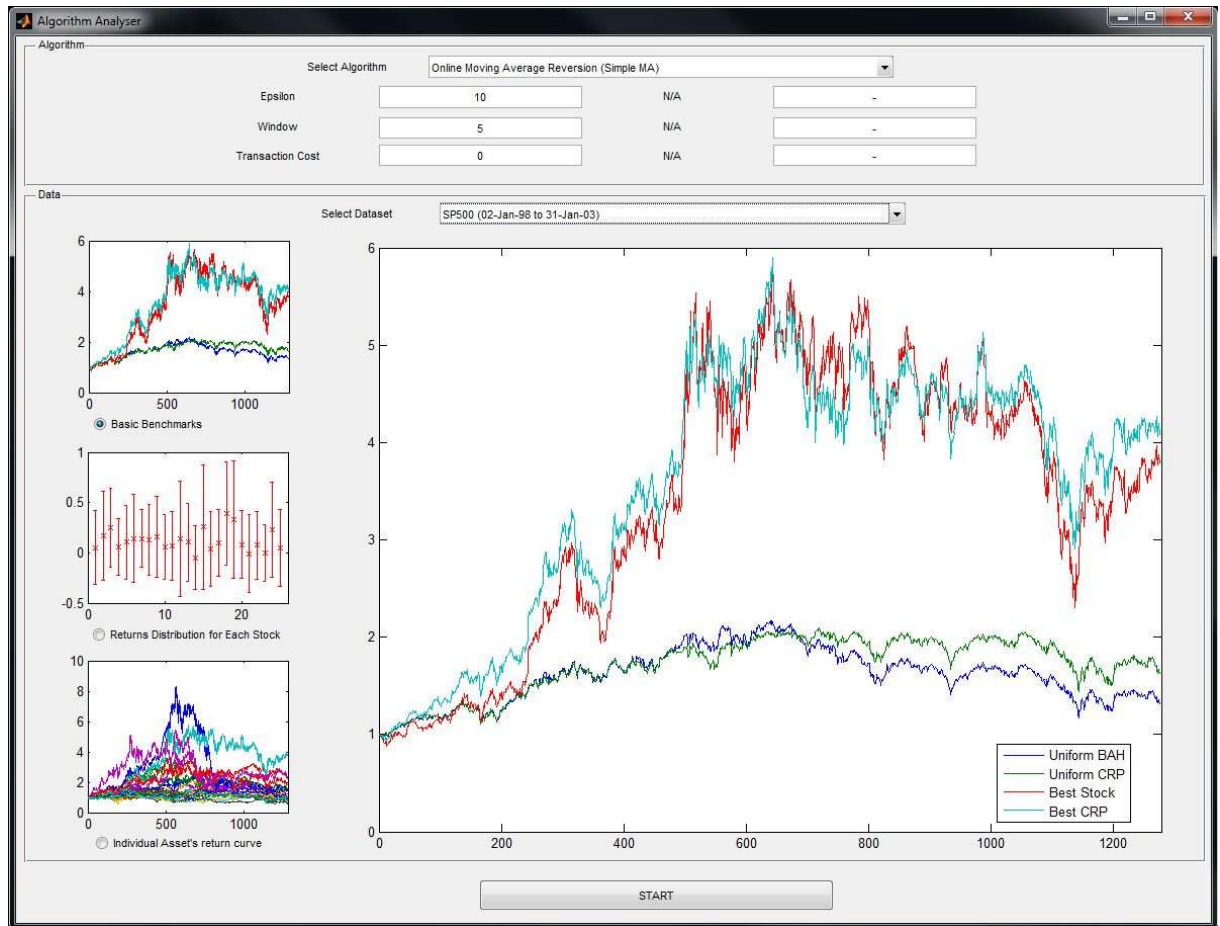 Algorithm Analyser
Algorithm
Select Algorithm Online Moving Average Reversion (Simple MA)
Epsilon 10 N/A -
Window 5 N/A -
Transaction Cost 0 N/A -
Data
Select Dataset SP500 (02-Jan-98 to 31-Jan-03)
6
4
2
0
0 500 1000
Basic Benchmarks
1
0.5
0
-0.5
0 10 20
Returns Distribution for Each Stock
10
8
6
4
2
0
0 500 1000
Individual Asset's return curve
6
5
4
3
2
1
0
0 200 400 600 800 1000 1200
Uniform BAH
Uniform CRP
Best Stock
Best CRP
START